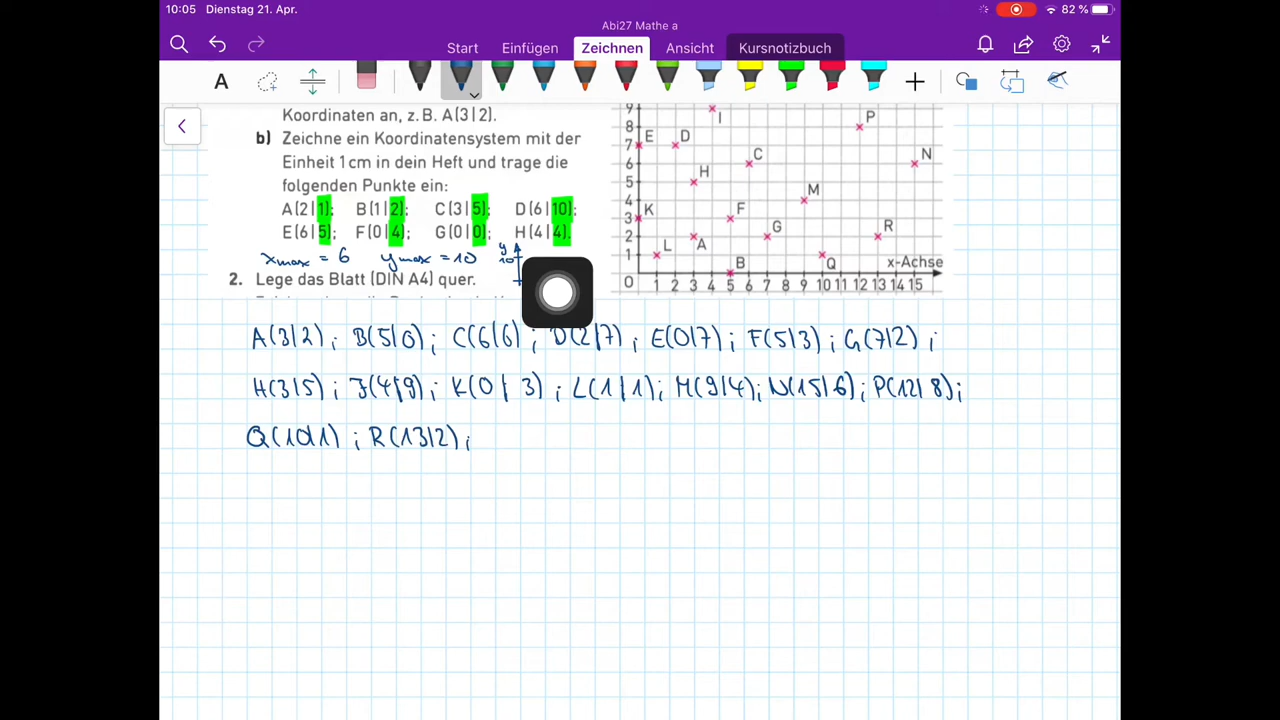 10:05 Dienstag 21. Apr. 82 %
Abi27 Mathe a
Start Einfügen Zeichnen Ansicht Kursnotizbuch
A
Koordinaten an, z. B. A(3|2).
b) Zeichne ein Koordinatensystem mit der
Einheit 1 cm in dein Heft und trage die
folgenden Punkte ein:
A(2|1); B(1|2); C(3|5); D(6|10);
E(6|5); F(0|4); G(0|0); H(4|4).
xmax = 6 ymax = 10 y
10
2. Lege das Blatt (DIN A4) quer.
9 I
8 P
7 E D
6 C N
5 H
4 M
3 K F
2 A G R
1 L B Q x-Achse
0 1 2 3 4 5 6 7 8 9 10 11 12 13 14 15
A(3|2); B(5|0); C(6|6); D(2|7); E(0|7); F(5|3); G(7|2);
H(3|5); I(4|9); K(0|3); L(1|1); M(9|4); N(15|6); P(12|8);
Q(10|1); R(13|2);